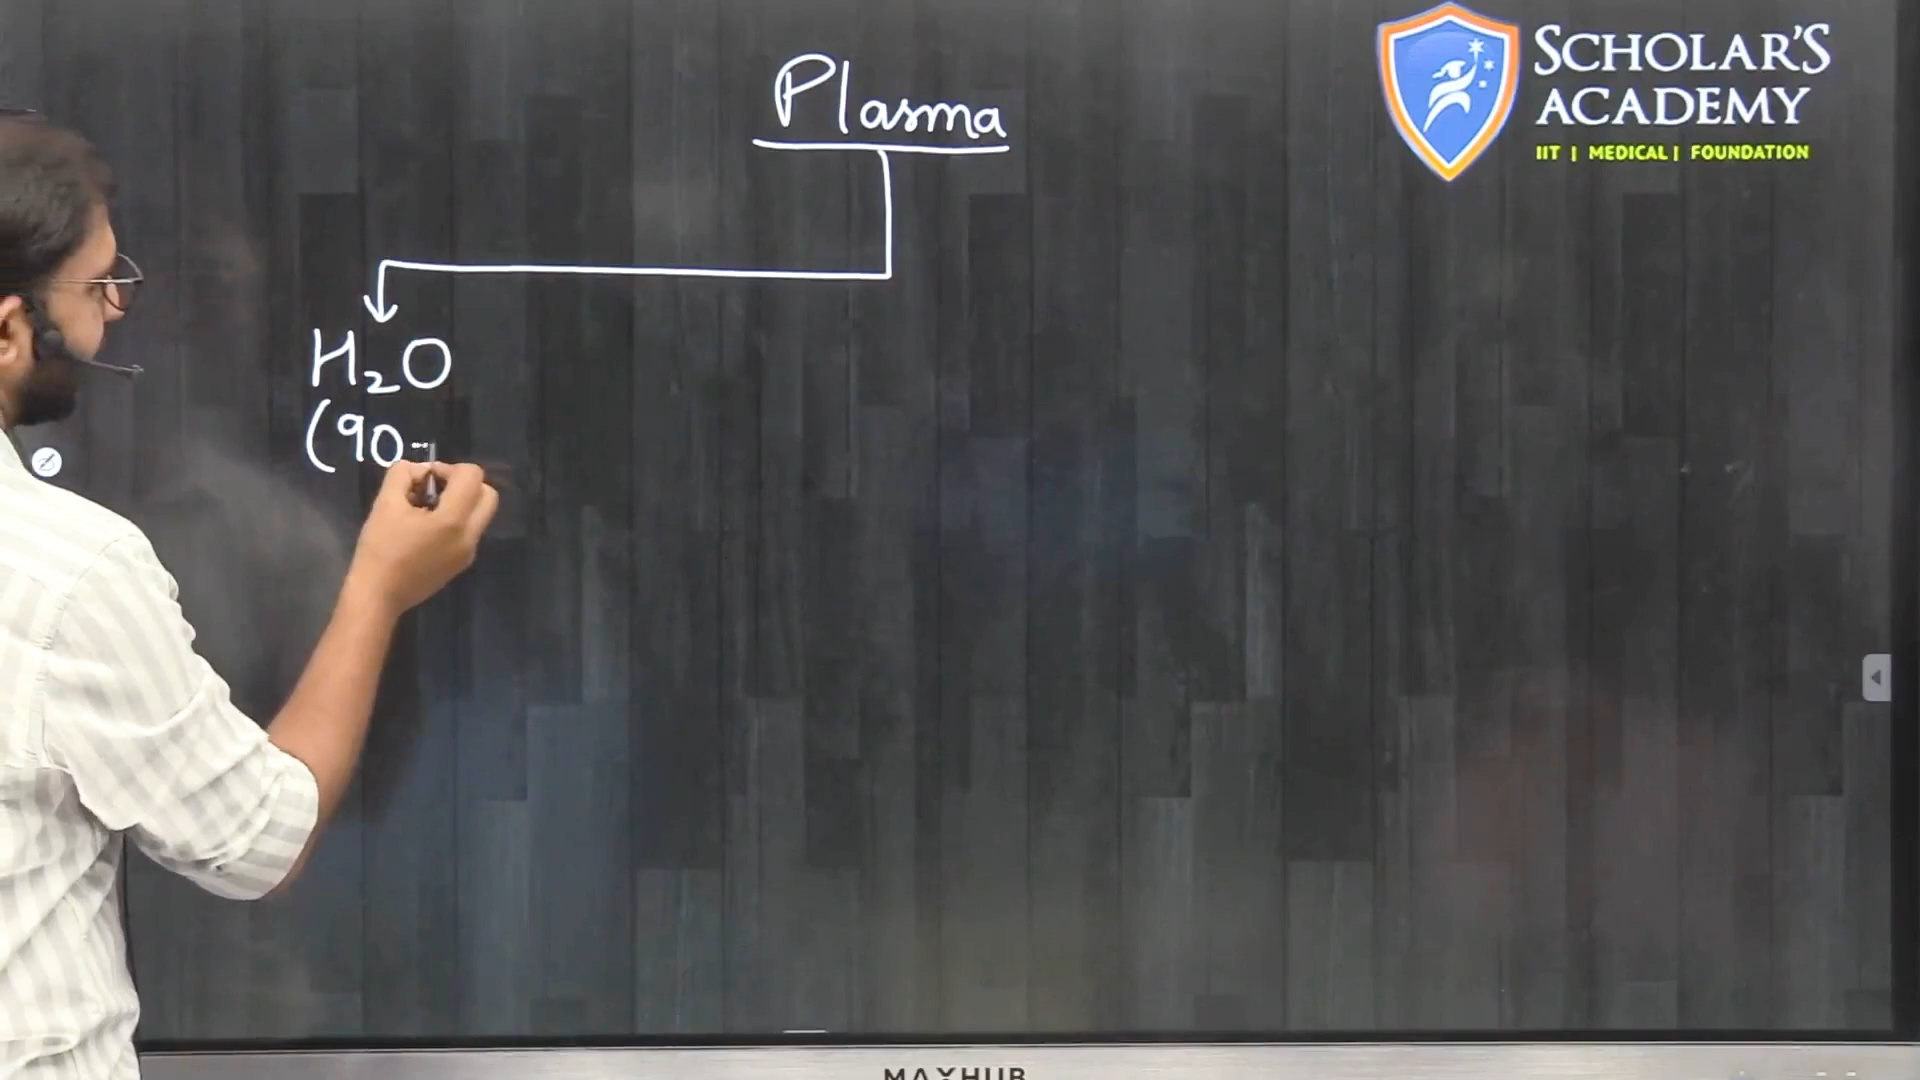 Plasma
H₂O
(90-
SCHOLAR'S
ACADEMY
IIT | MEDICAL | FOUNDATION
MAXHUB